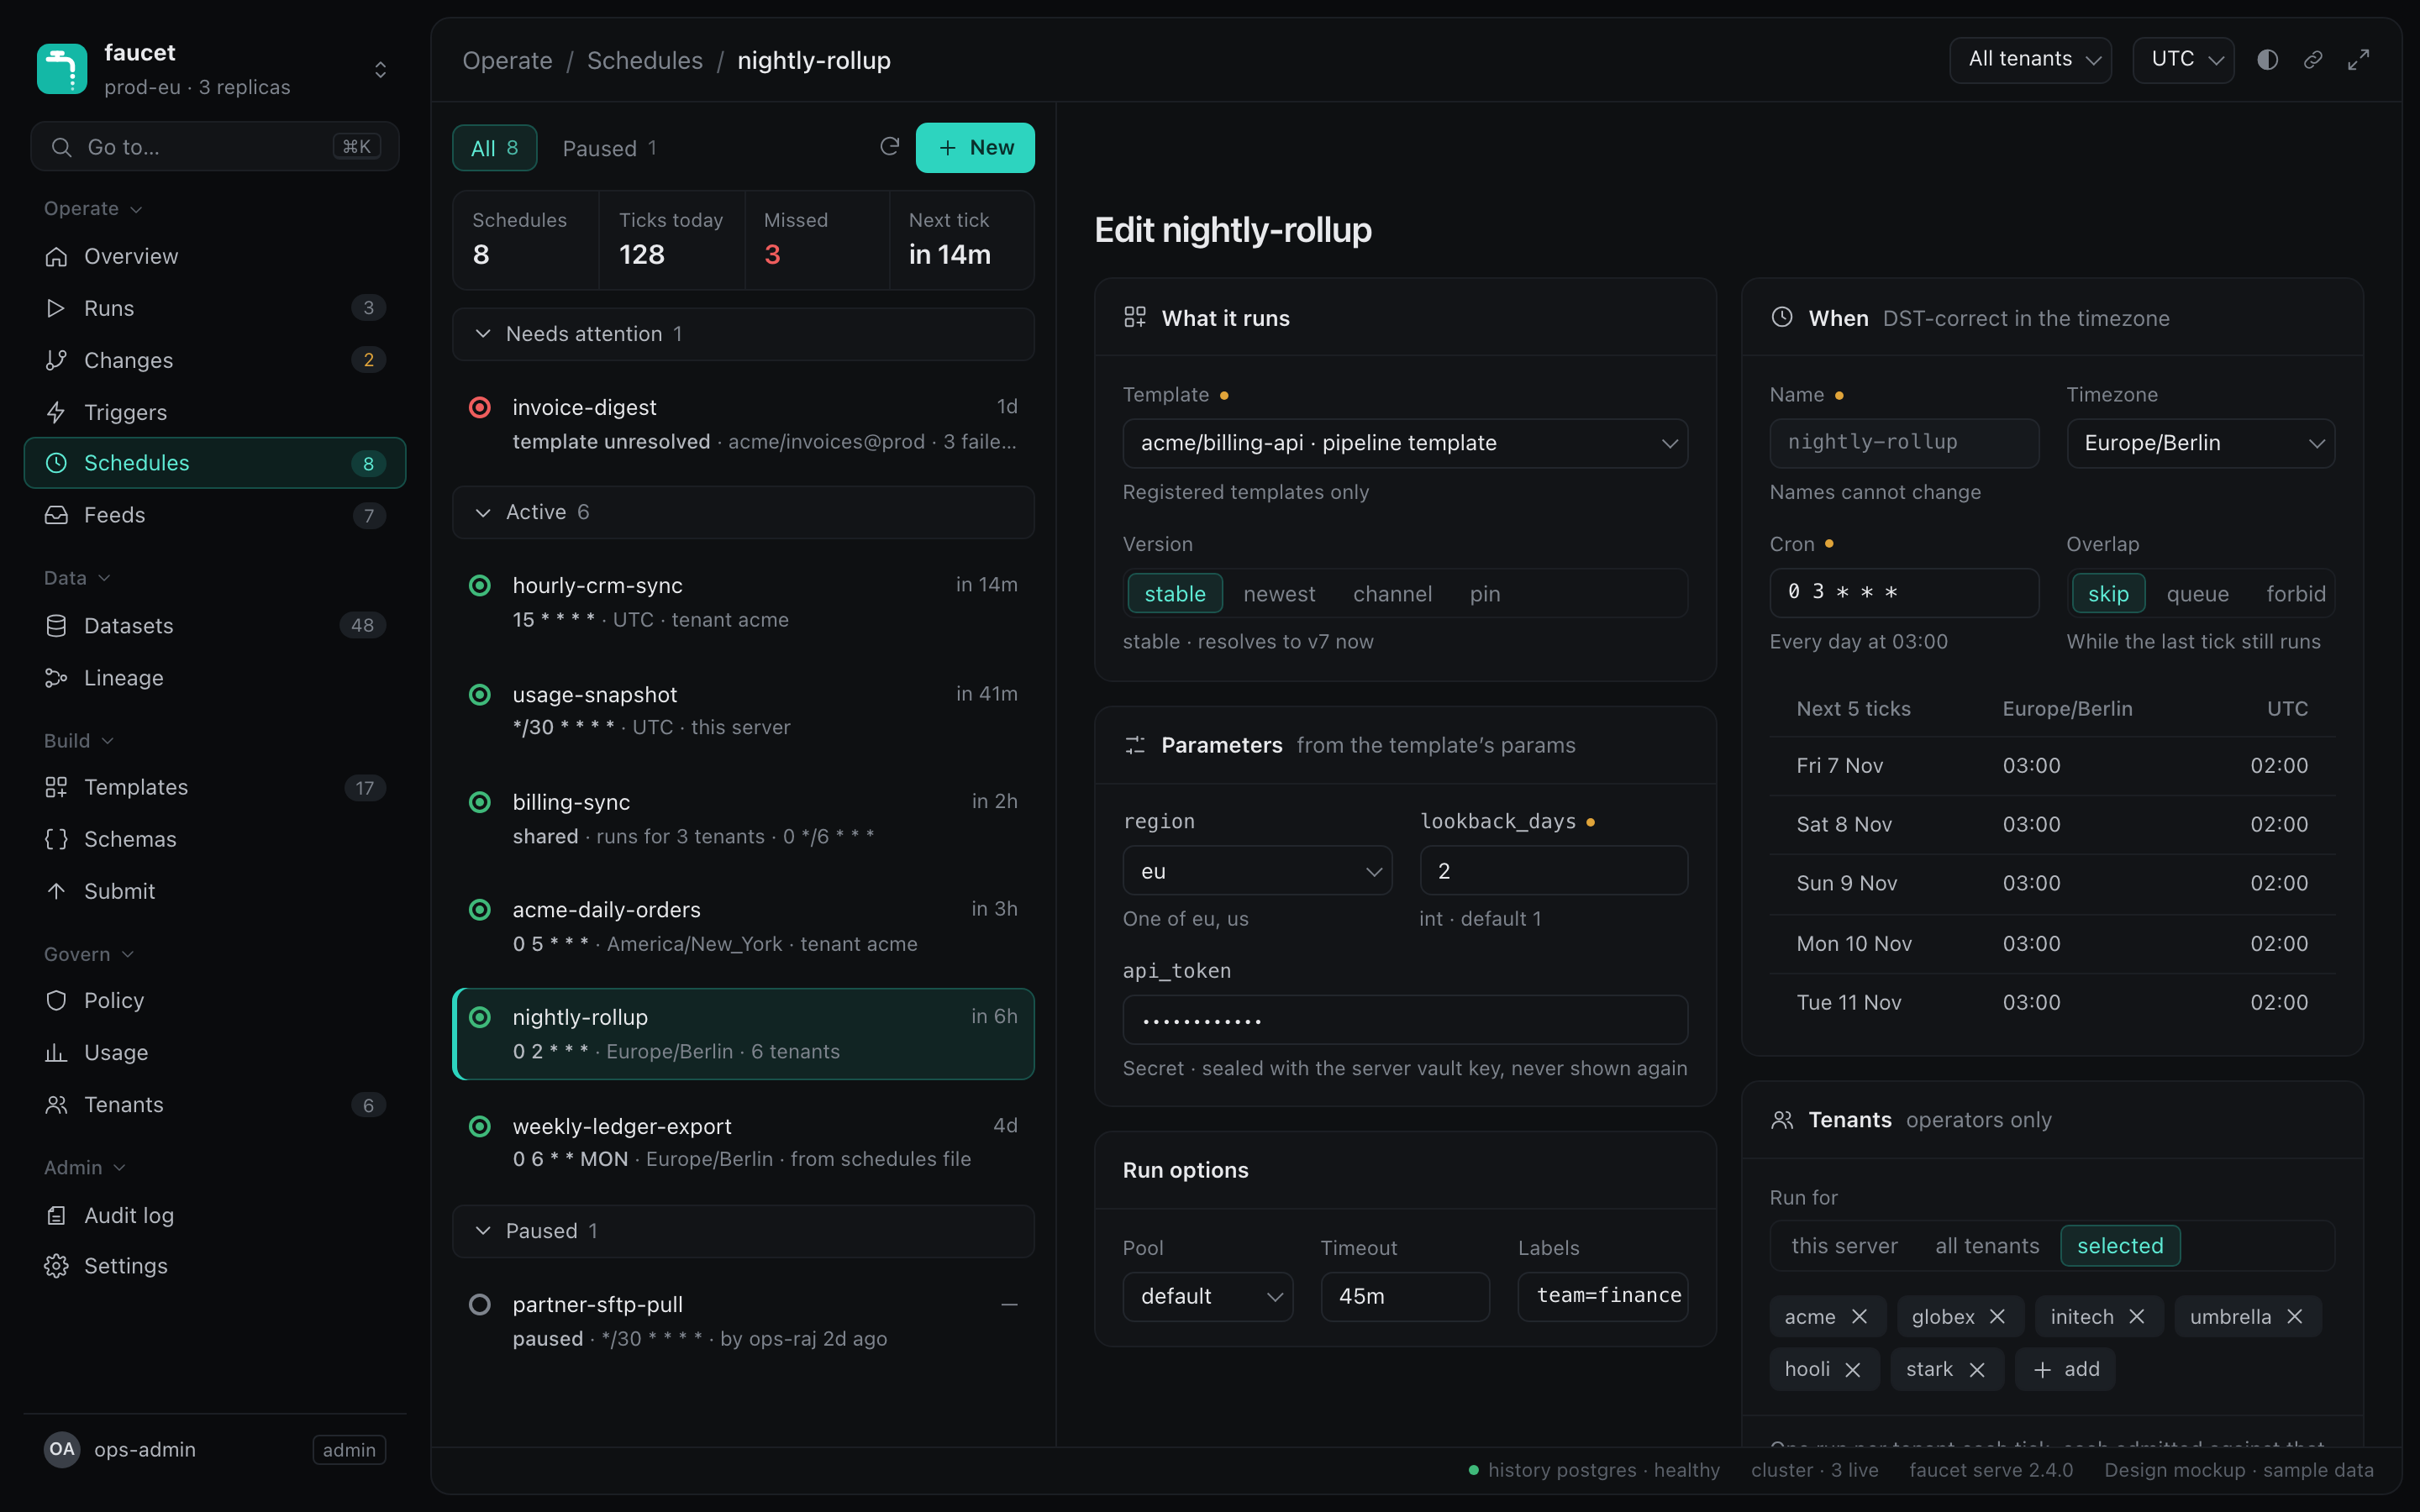 faucet
prod-eu · 3 replicas
Go to...
⌘K
Operate
Overview
Runs 3
Changes 2
Triggers
Schedules 8
Feeds 7
Data
Datasets 48
Lineage
Build
Templates 17
Schemas
Submit
Govern
Policy
Usage
Tenants 6
Admin
Audit log
Settings
OA ops-admin admin
Operate / Schedules / nightly-rollup
All tenants
UTC
All 8
Paused 1
+ New
Schedules
8
Ticks today
128
Missed
3
Next tick
in 14m
Needs attention 1
invoice-digest 1d
template unresolved · acme/invoices@prod · 3 faile...
Active 6
hourly-crm-sync in 14m
15 * * * * · UTC · tenant acme
usage-snapshot in 41m
*/30 * * * * · UTC · this server
billing-sync in 2h
shared · runs for 3 tenants · 0 */6 * * *
acme-daily-orders in 3h
0 5 * * * · America/New_York · tenant acme
nightly-rollup in 6h
0 2 * * * · Europe/Berlin · 6 tenants
weekly-ledger-export 4d
0 6 * * MON · Europe/Berlin · from schedules file
Paused 1
partner-sftp-pull —
paused · */30 * * * * · by ops-raj 2d ago
Edit nightly-rollup
What it runs
Template
acme/billing-api · pipeline template
Registered templates only
Version
stable newest channel pin
stable · resolves to v7 now
Parameters from the template’s params
region
eu
One of eu, us
lookback_days
2
int · default 1
api_token
••••••••••••
Secret · sealed with the server vault key, never shown again
Run options
Pool
default
Timeout
45m
Labels
team=finance
When DST-correct in the timezone
Name
nightly-rollup
Names cannot change
Timezone
Europe/Berlin
Cron
0 3 * * *
Every day at 03:00
Overlap
skip queue forbid
While the last tick still runs
Next 5 ticks Europe/Berlin UTC
Fri 7 Nov 03:00 02:00
Sat 8 Nov 03:00 02:00
Sun 9 Nov 03:00 02:00
Mon 10 Nov 03:00 02:00
Tue 11 Nov 03:00 02:00
Tenants operators only
Run for
this server all tenants selected
acme × globex × initech × umbrella ×
hooli × stark × + add
One run per tenant each tick, each admitted against that
history postgres · healthy cluster · 3 live faucet serve 2.4.0 Design mockup · sample data